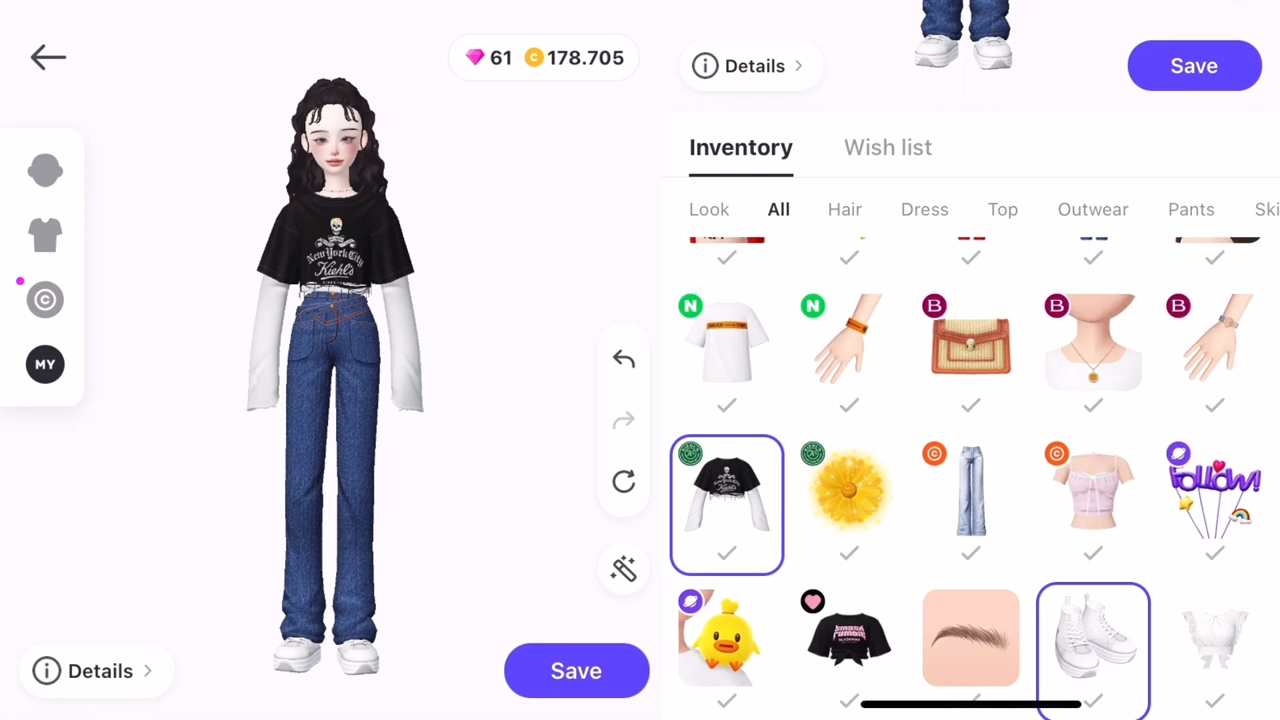 61 C 178.705
C
MY
New York City
Kiehl's
Details
Save
Details
Save
Inventory
Wish list
Look
All
Hair
Dress
Top
Outwear
Pants
Ski
N
N
B
B
B
C
C
Follow!